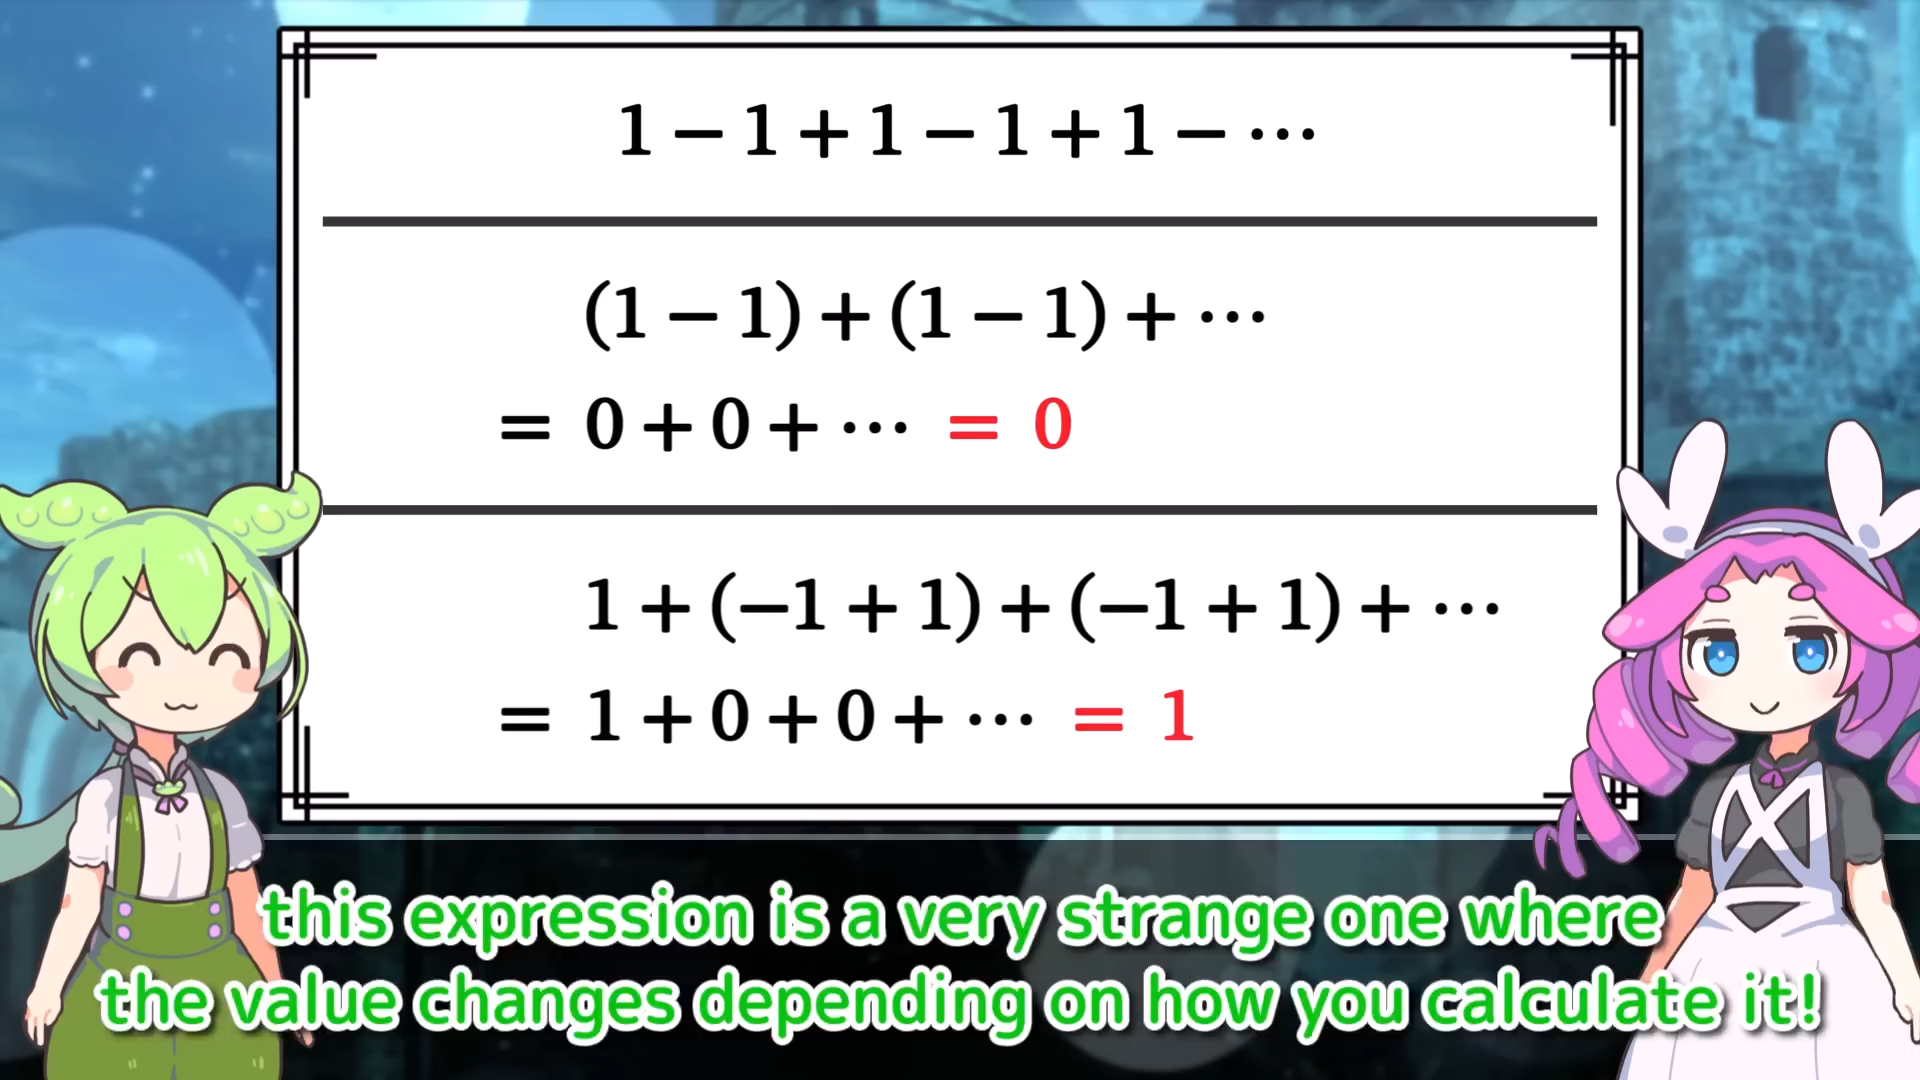 1 − 1 + 1 − 1 + 1 − ⋯
(1 − 1) + (1 − 1) + ⋯
= 0 + 0 + ⋯ = 0
1 + (−1 + 1) + (−1 + 1) + ⋯
= 1 + 0 + 0 + ⋯ = 1
this expression is a very strange one where
the value changes depending on how you calculate it!